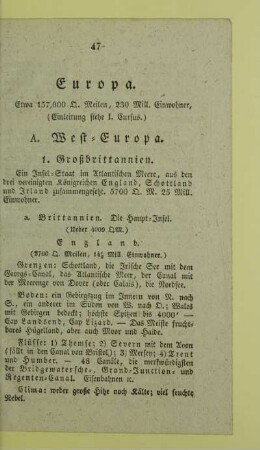 47
Europa.
Etwa 157,800 Q. Meilen, 230 Mill. Einwohner,
(Einleitung sieht I. Cursus.)
A. West-Europa.
1. Großbrittannien.
Ein Insel-Staat im Atlantischen Meere, aus den
drei vereinigten Königreichen England, Schottland
und Irland zusammengesetzt. 5700 Q. M. 25 Mill.
Einwohner.
a. Brittannien. Die Haupt-Insel.
(Ueber 4000 QM.)
England.
(2700 Q. Meilen, 14½ Mill. Einwohner.)
Grenzen: Schottland, die Irische See mit dem
Georgs-Canal, das Atlantische Meer, der Canal mit
der Meerenge von Dover (oder Calais), die Nordsee.
Boden: ein Gebirgszug im Innern von N. nach
S., ein anderer im Süden von W. nach O.; Wales
mit Gebirgen bedeckt; höchste Spitzen bis 4000' —
Cap Landsend, Cap Lizard. — Das Meiste frucht-
bares Hügelland, aber auch Moor und Haide.
Flüsse: 1) Themse; 2) Severn mit dem Avon
(fällt in den Canal von Bristol); 3) Mersey; 4) Trent
und Humber. — 48 Canäle, die merkwürdigsten
der Bridgewatersche-, Grand-Junction- und
Regenten-Canal. Eisenbahnen ꝛc.
Clima: weder große Hitze noch Kälte; viel feuchte
Nebel.